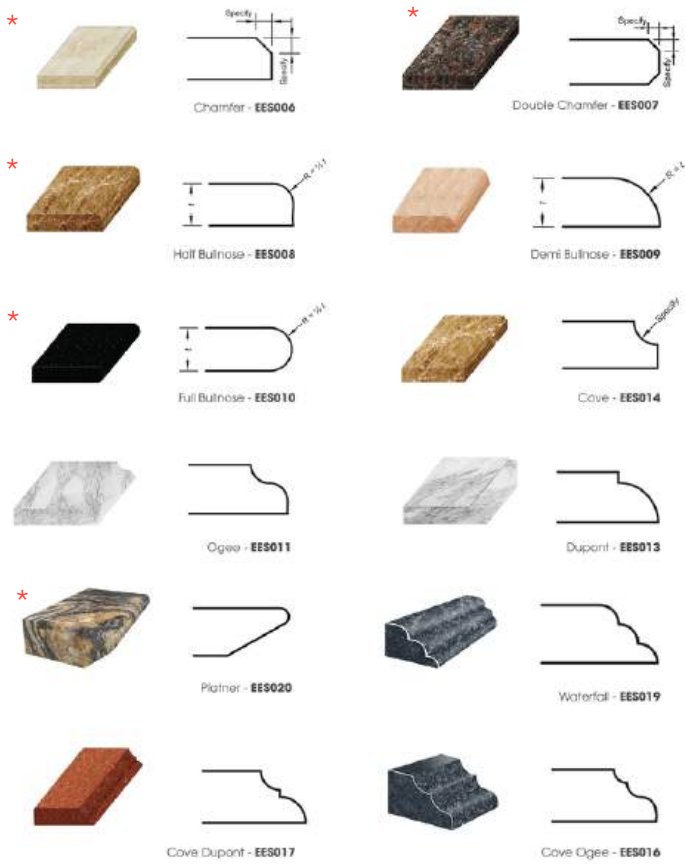 *
Specify
Specify
Chamfer - EES006
*
Specify
Specify
Double Chamfer - EES007
*
R = ½ t
t
Half Bullnose - EES008
R = t
t
Demi Bullnose - EES009
*
R = ½ t
t
Full Bullnose - EES010
Specify
Cove - EES014
Ogee - EES011
Dupont - EES013
*
Platner - EES020
Waterfall - EES019
Cove Dupont - EES017
Cove Ogee - EES016